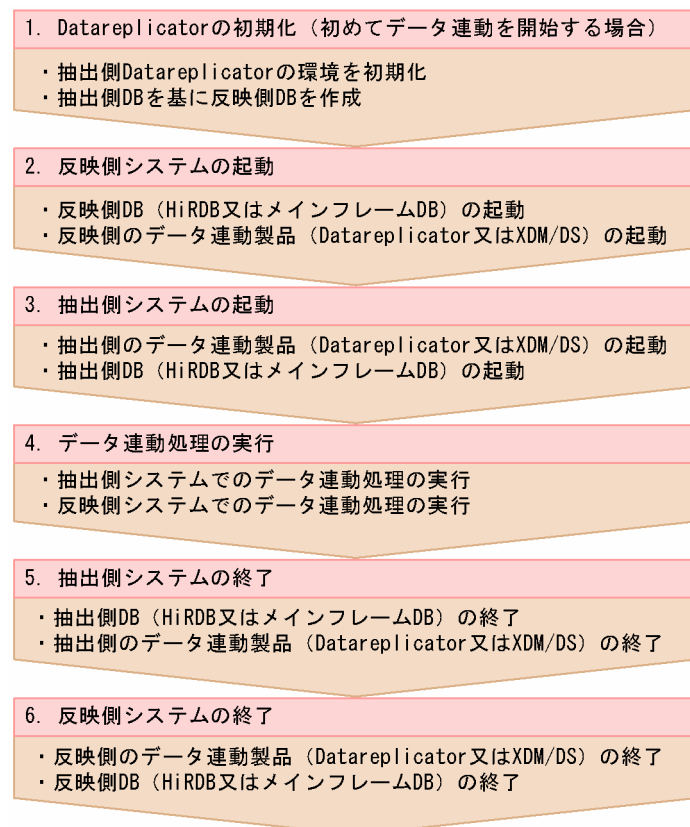 1. Datareplicatorの初期化（初めてデータ連動を開始する場合）
・抽出側Datareplicatorの環境を初期化
・抽出側DBを基に反映側DBを作成
2. 反映側システムの起動
・反映側DB（HiRDB又はメインフレームDB）の起動
・反映側のデータ連動製品（Datareplicator又はXDM/DS）の起動
3. 抽出側システムの起動
・抽出側のデータ連動製品（Datareplicator又はXDM/DS）の起動
・抽出側DB（HiRDB又はメインフレームDB）の起動
4. データ連動処理の実行
・抽出側システムでのデータ連動処理の実行
・反映側システムでのデータ連動処理の実行
5. 抽出側システムの終了
・抽出側DB（HiRDB又はメインフレームDB）の終了
・抽出側のデータ連動製品（Datareplicator又はXDM/DS）の終了
6. 反映側システムの終了
・反映側のデータ連動製品（Datareplicator又はXDM/DS）の終了
・反映側DB（HiRDB又はメインフレームDB）の終了